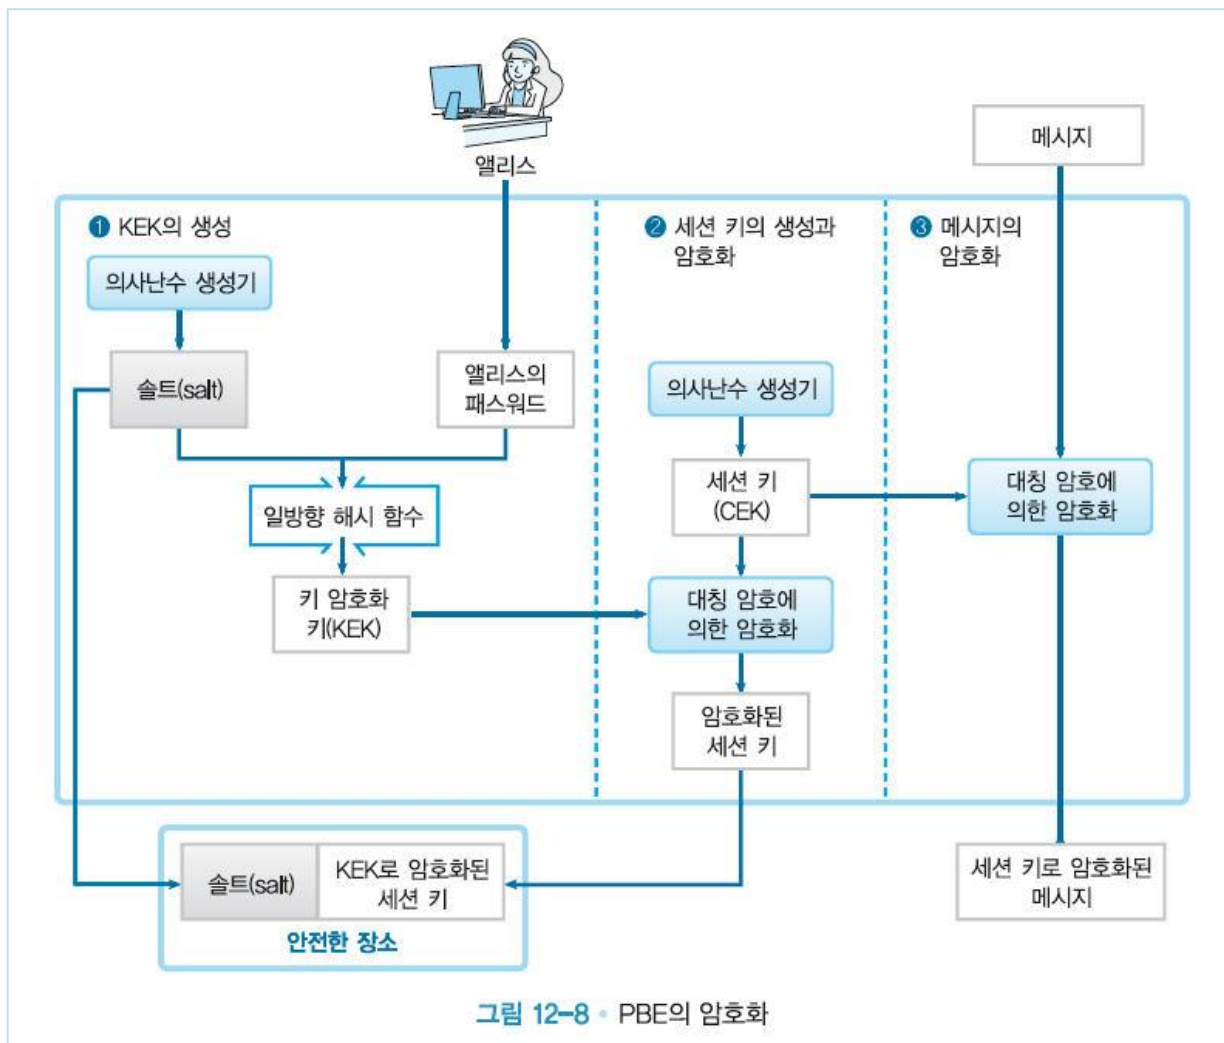 앨리스
메시지
❶ KEK의 생성
의사난수 생성기
솔트(salt)
앨리스의
패스워드
일방향 해시 함수
키 암호화
키(KEK)
❷ 세션 키의 생성과
암호화
의사난수 생성기
세션 키
(CEK)
대칭 암호에
의한 암호화
암호화된
세션 키
❸ 메시지의
암호화
대칭 암호에
의한 암호화
솔트(salt)
KEK로 암호화된
세션 키
안전한 장소
세션 키로 암호화된
메시지
그림 12-8 • PBE의 암호화